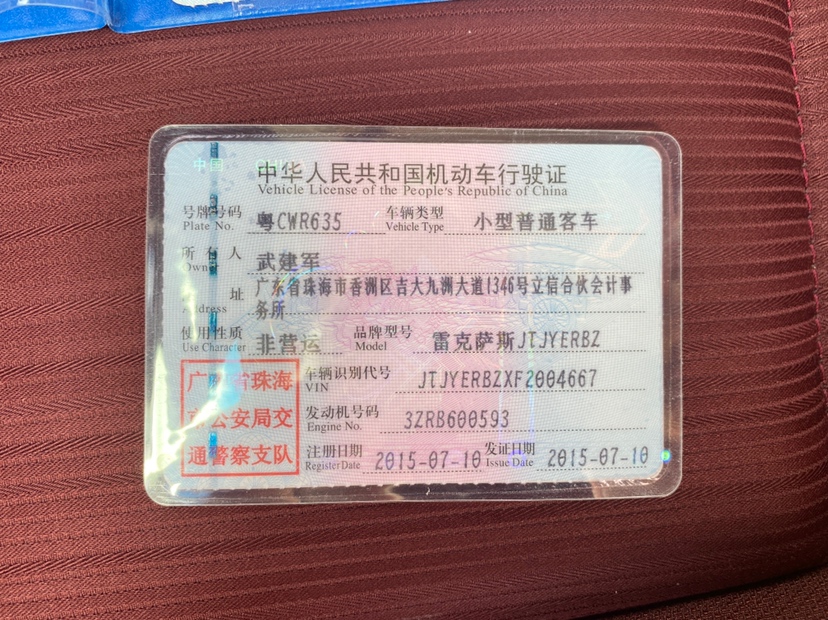 中国 CHINA
中华人民共和国机动车行驶证
Vehicle License of the People's Republic of China
号牌号码 粤CWR635 车辆类型 小型普通客车
Plate No. Vehicle Type
所有人 武建军
Owner
址 广东省珠海市香洲区吉大九洲大道1346号立信合伙会计事
Address 务所
使用性质 非营运 品牌型号 雷克萨斯JTJYERBZ
Use Character Model
广东省珠海 车辆识别代号 JTJYERBZXF2004667
VIN
市公安局交 发动机号码 3ZRB600593
Engine No.
通警察支队 注册日期 2015-07-10 发证日期 2015-07-10
Register Date Issue Date